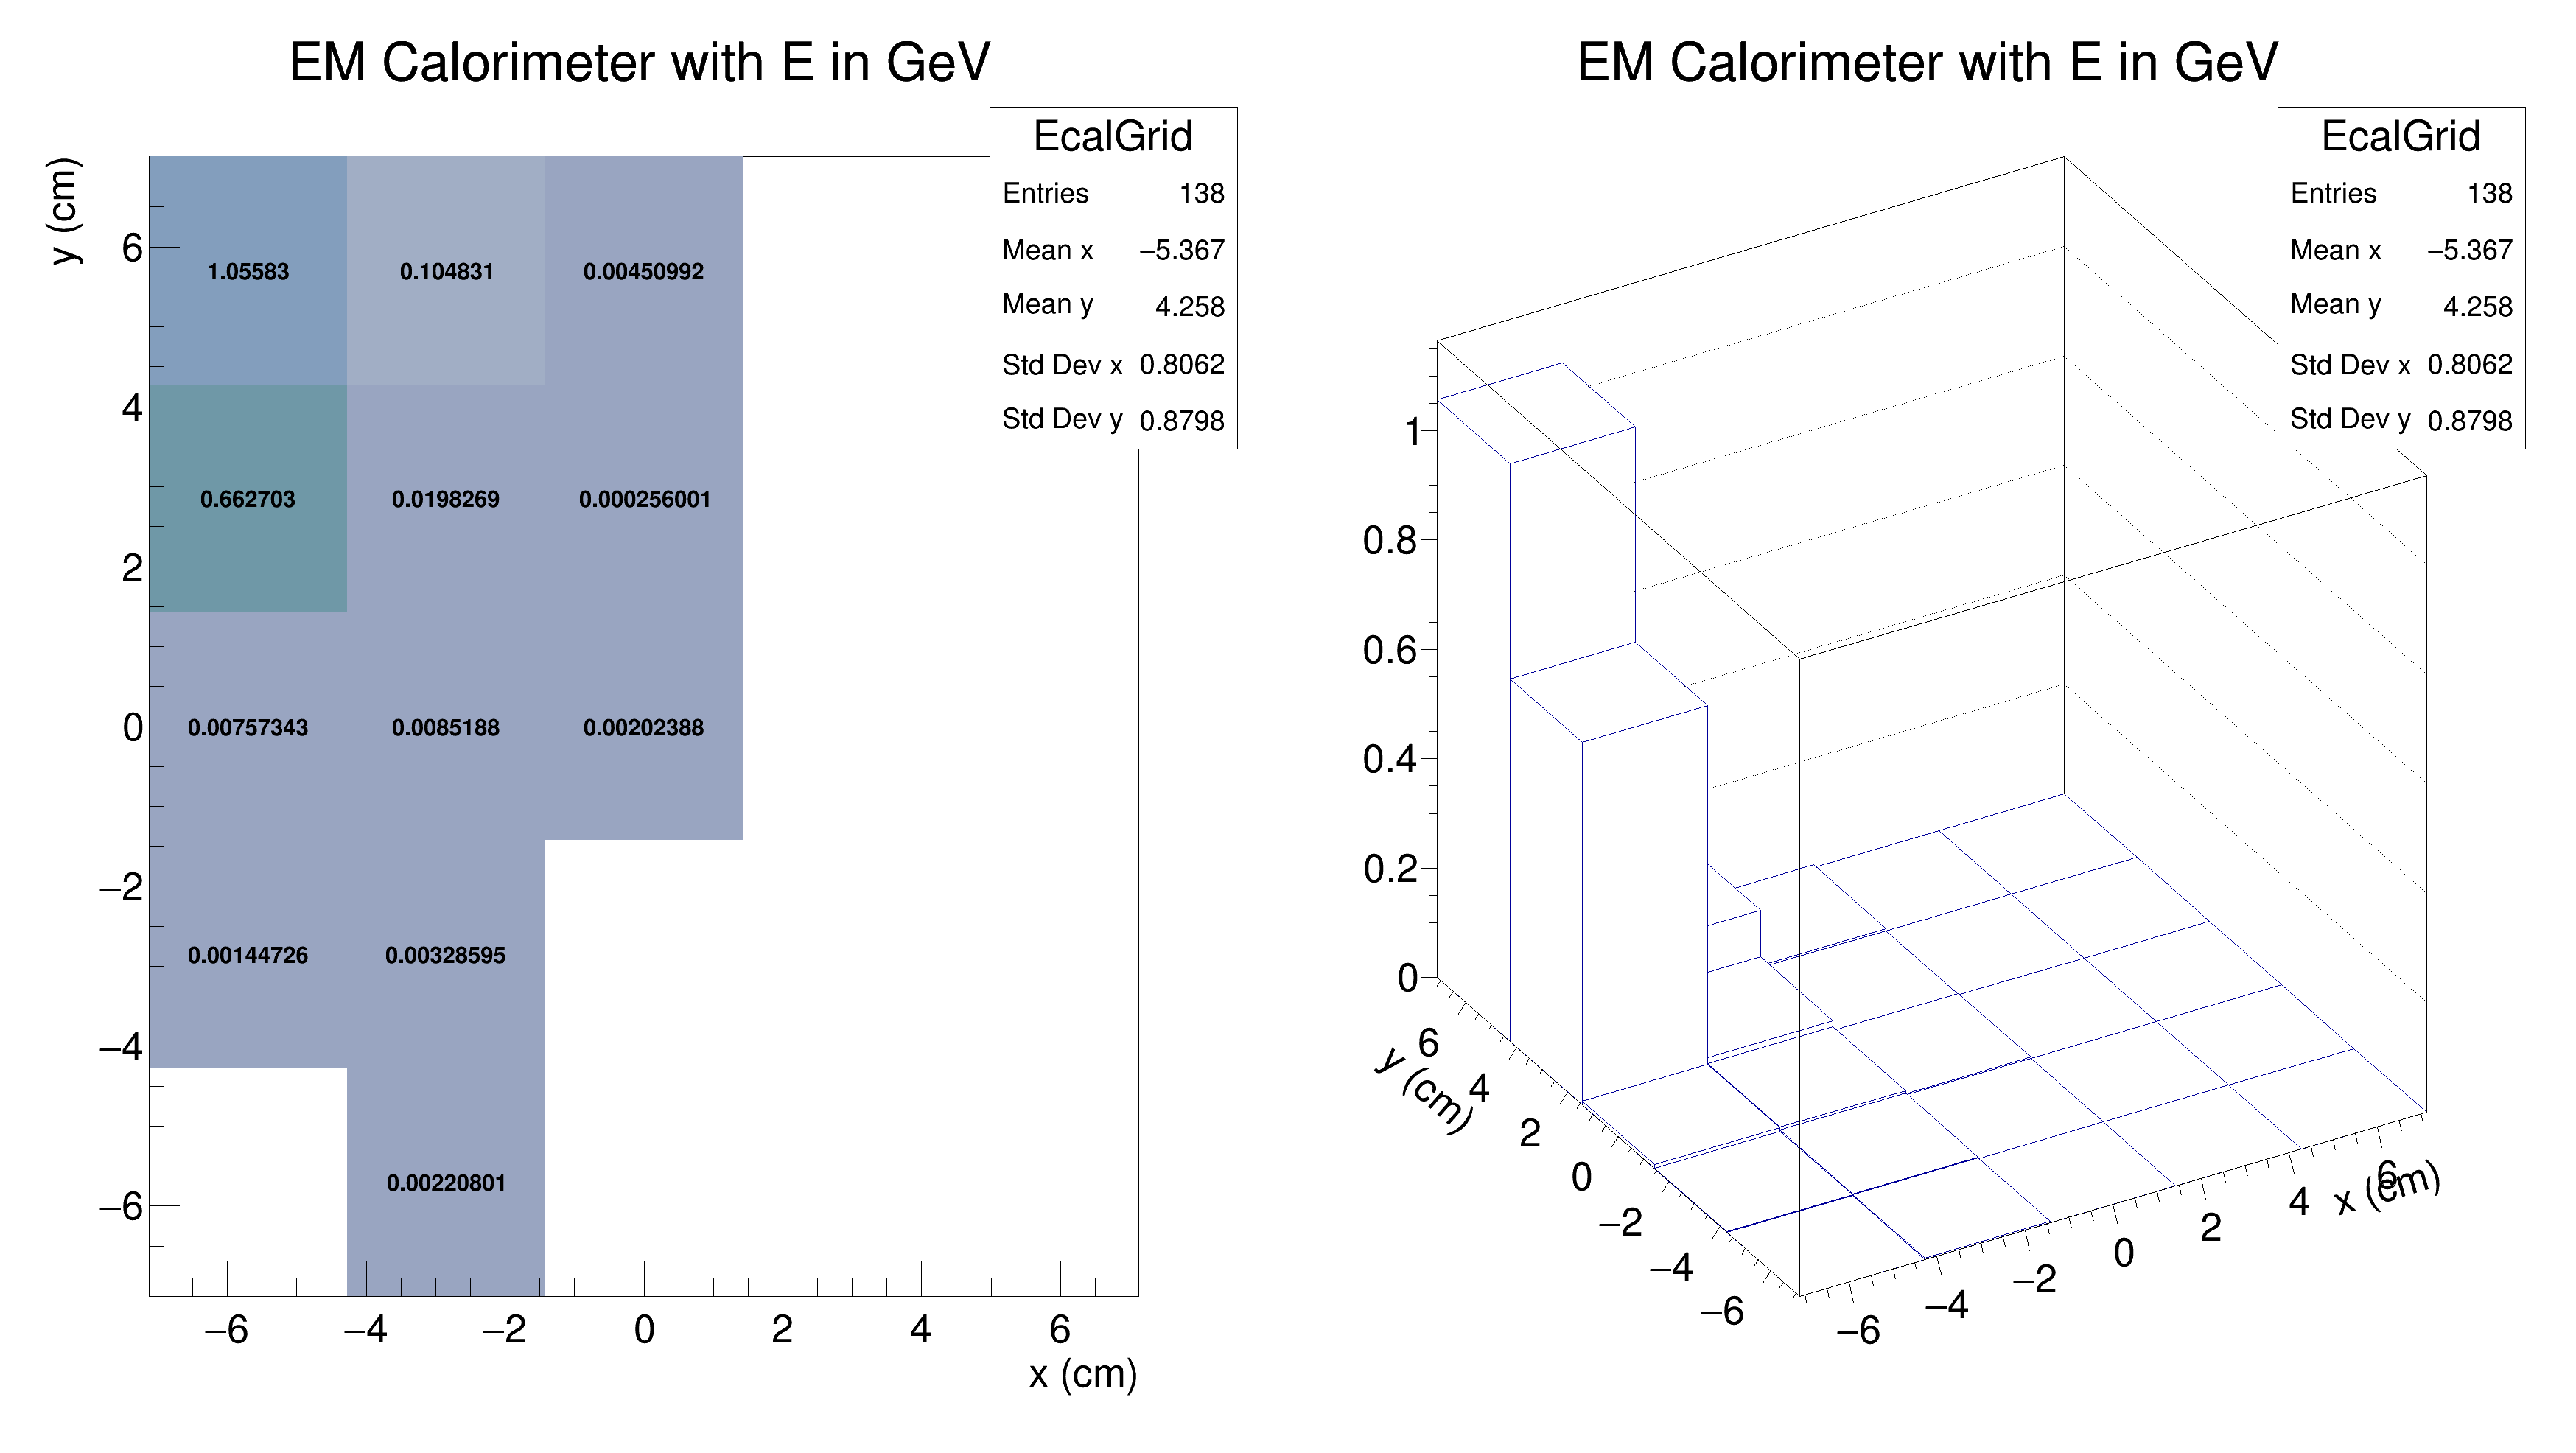 EM Calorimeter with E in GeV
EcalGrid
Entries 138
Mean x −5.367
Mean y 4.258
Std Dev x 0.8062
Std Dev y 0.8798
y (cm)
6
4
2
0
−2
−4
−6
1.05583 0.104831 0.00450992
0.662703 0.0198269 0.000256001
0.00757343 0.0085188 0.00202388
0.00144726 0.00328595
0.00220801
−6 −4 −2 0 2 4 6
x (cm)
EM Calorimeter with E in GeV
EcalGrid
Entries 138
Mean x −5.367
Mean y 4.258
Std Dev x 0.8062
Std Dev y 0.8798
1
0.8
0.6
0.4
0.2
0
y (cm)
6
4
2
0
−2
−4
−6
−6 −4 −2 0 2 4 6
x (cm)